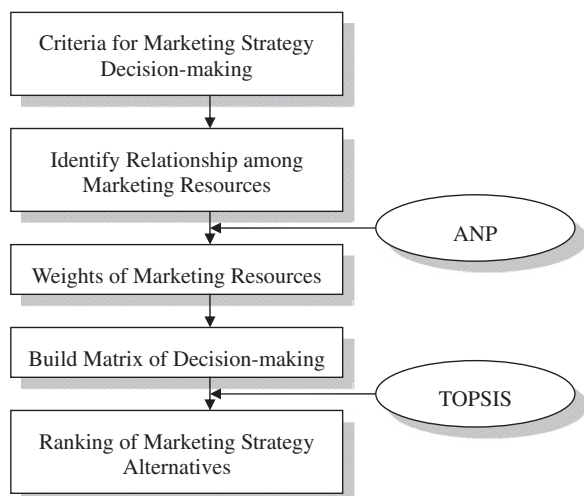 Criteria for Marketing Strategy
Decision-making
Identify Relationship among
Marketing Resources
ANP
Weights of Marketing Resources
Build Matrix of Decision-making
TOPSIS
Ranking of Marketing Strategy
Alternatives